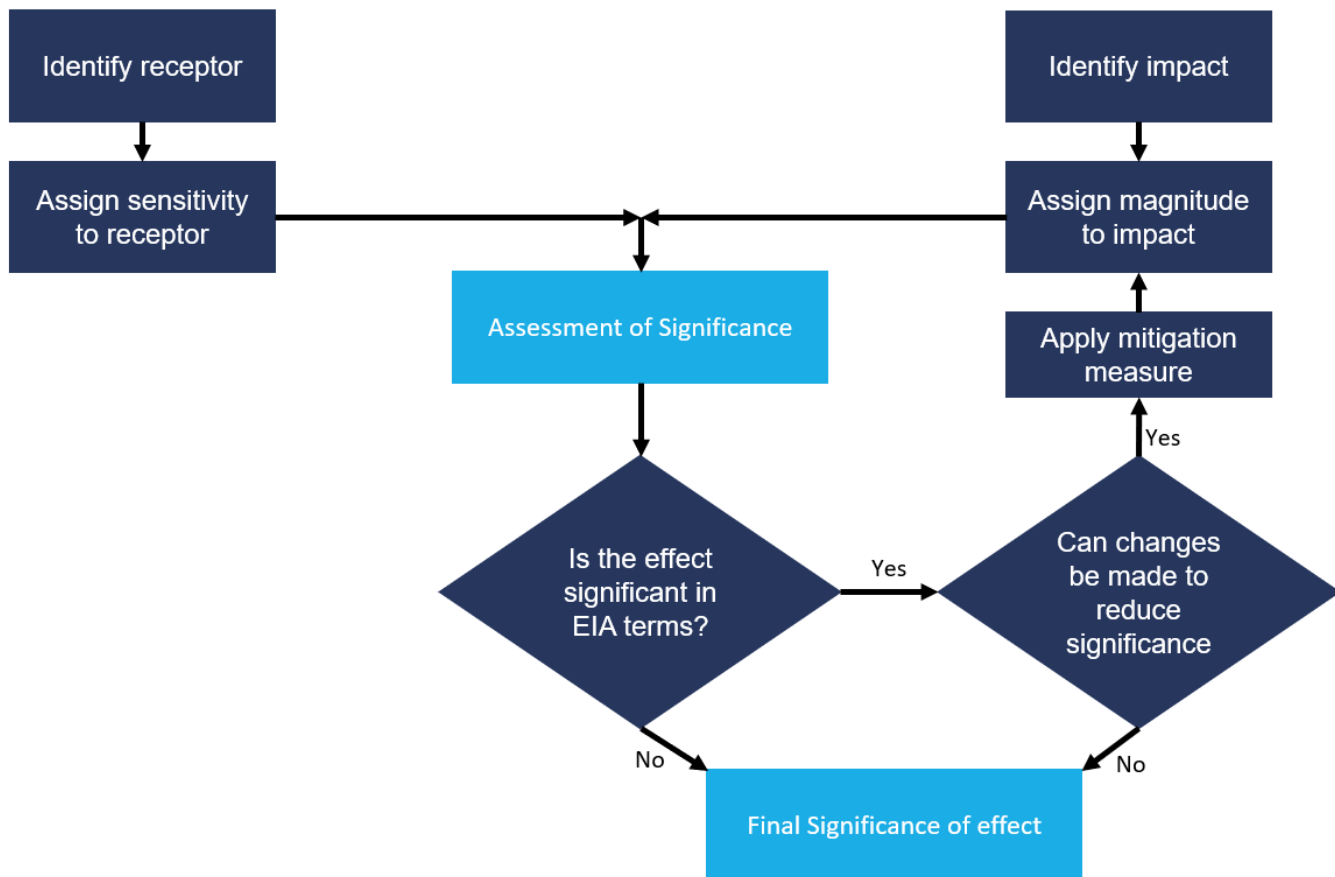 Identify receptor
Identify impact
Assign sensitivity
to receptor
Assign magnitude
to impact
Assessment of Significance
Apply mitigation
measure
Yes
Is the effect
significant in
EIA terms?
Yes
Can changes
be made to
reduce
significance
No
No
Final Significance of effect